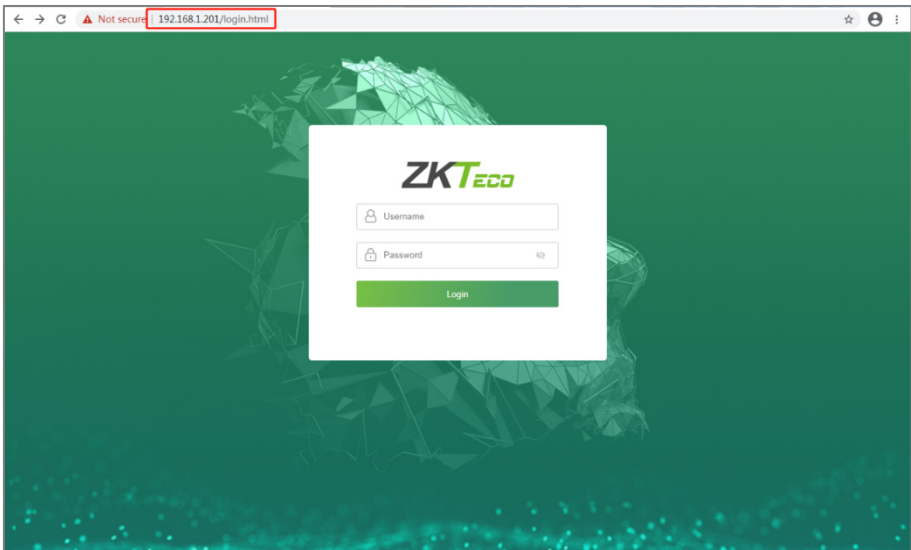 Not secure 192.168.1.201/login.html
ZKTECO
Username
Password
Login